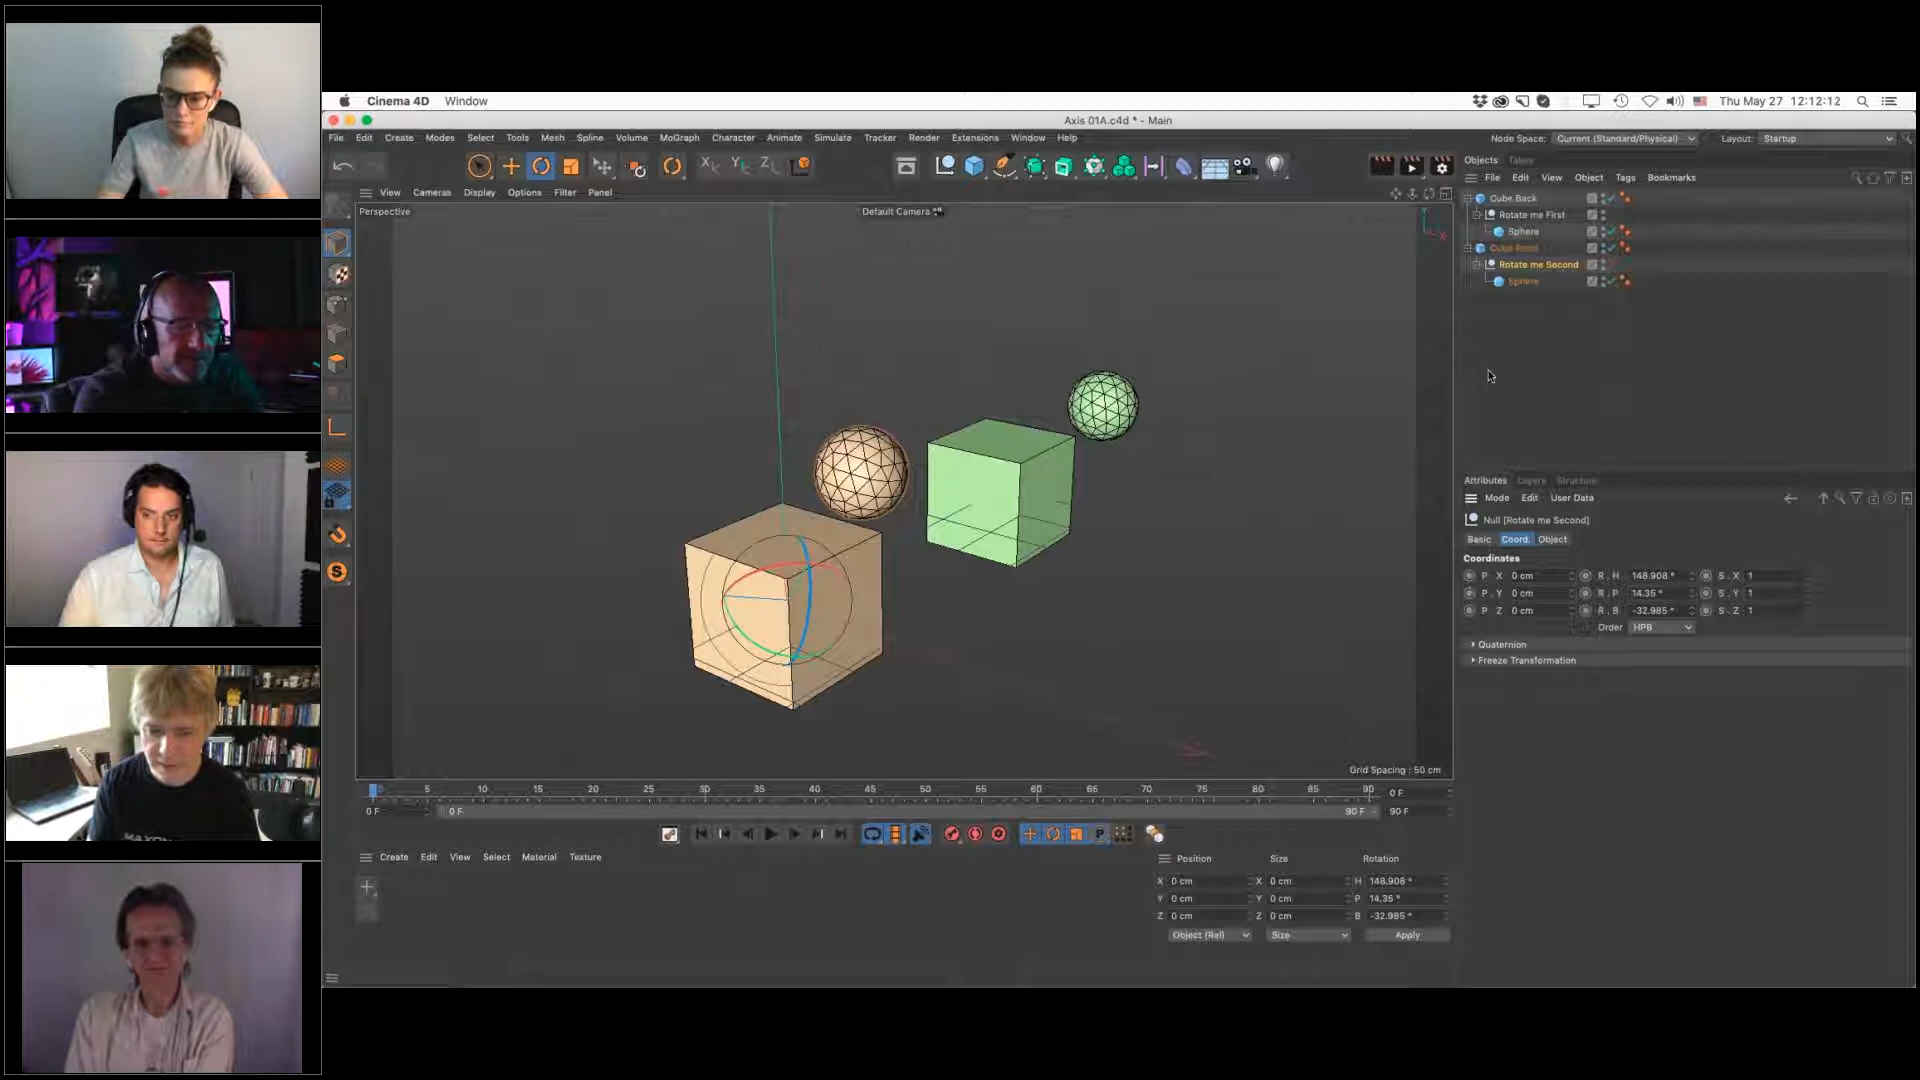 Cinema 4D Window
Thu May 27 12:12:12
Axis 01A.c4d * - Main
File Edit Create Modes Select Tools Mesh Spline Volume MoGraph Character Animate Simulate Tracker Render Extensions Window Help
Node Space: Current (Standard/Physical) Layout: Startup
Objects Takes
File Edit View Object Tags Bookmarks
View Cameras Display Options Filter Panel
Perspective
Default Camera
Cube Back
Rotate me First
Sphere
Cube Front
Rotate me Second
Sphere
Attributes Layers Structure
Mode Edit User Data
Null [Rotate me Second]
Basic Coord. Object
Coordinates
P . X 0 cm R . H 148.908 ° S . X 1
P . Y 0 cm R . P 14.35 ° S . Y 1
P . Z 0 cm R . B -32.985 ° S . Z 1
Order HPB
Quaternion
Freeze Transformation
Grid Spacing : 50 cm
0 5 10 15 20 25 30 35 40 45 50 55 60 65 70 75 80 85 90 0 F
0 F 0 F 90 F 90 F
Create Edit View Select Material Texture
Position Size Rotation
X 0 cm X 0 cm H 148.908 °
Y 0 cm Y 0 cm P 14.35 °
Z 0 cm Z 0 cm B -32.985 °
Object (Rel) Size Apply